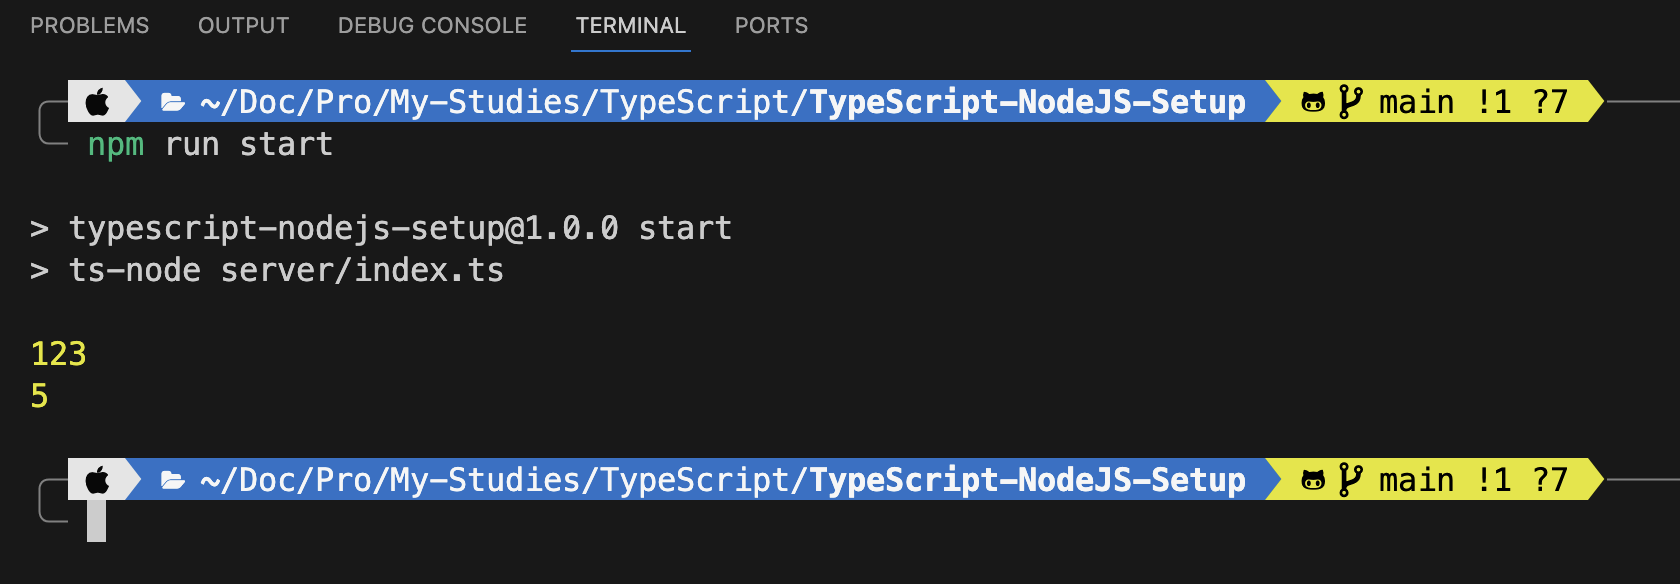 PROBLEMS OUTPUT DEBUG CONSOLE TERMINAL PORTS
~/Doc/Pro/My-Studies/TypeScript/TypeScript-NodeJS-Setup main !1 ?7
npm run start
> typescript-nodejs-setup@1.0.0 start
> ts-node server/index.ts
123
5
~/Doc/Pro/My-Studies/TypeScript/TypeScript-NodeJS-Setup main !1 ?7